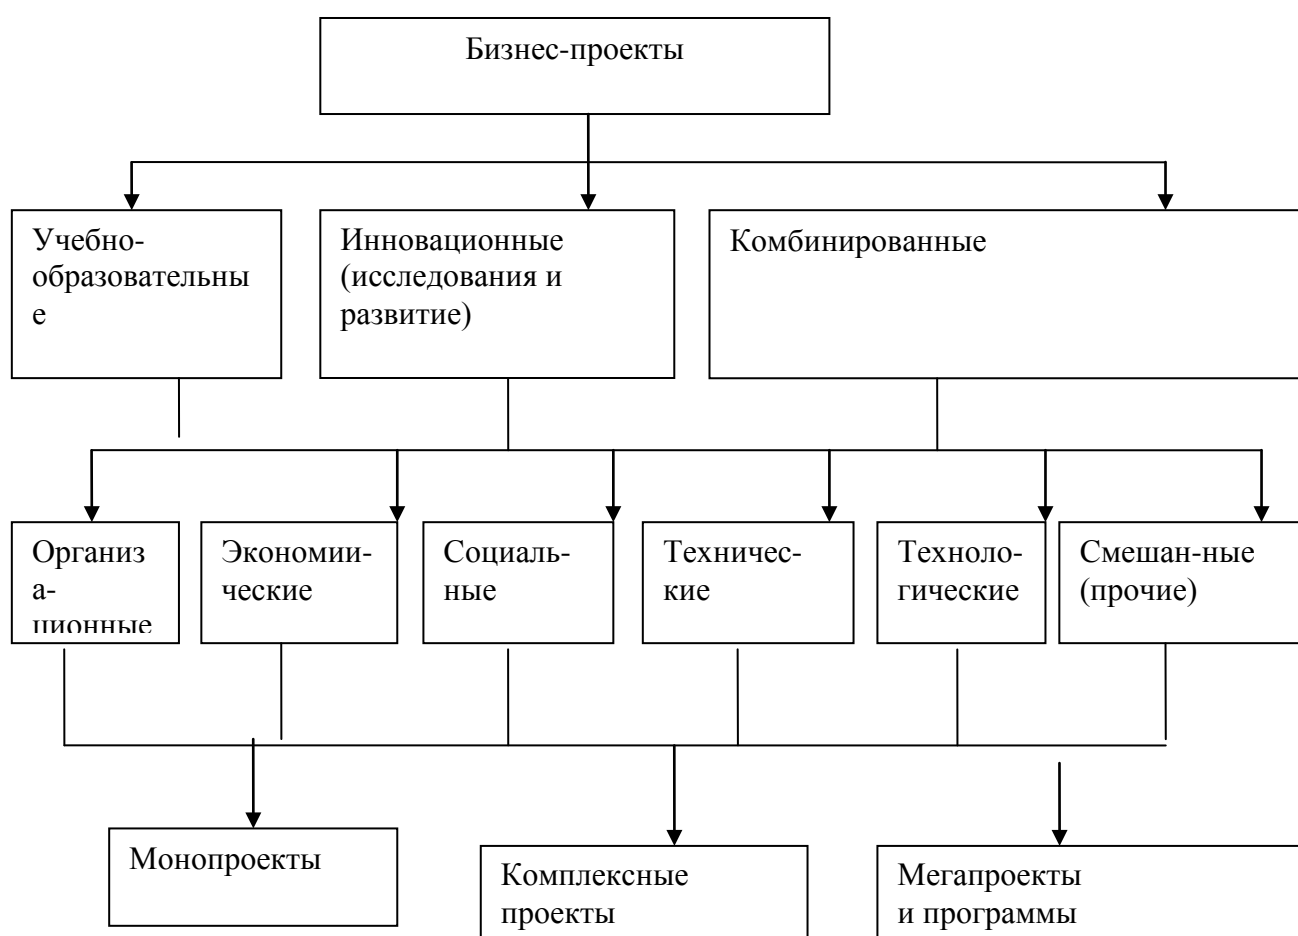 Бизнес-проекты
Учебно-
образовательны
е
Инновационные
(исследования и
развитие)
Комбинированные
Организ
а-
ционные
Экономии-
ческие
Социаль-
ные
Техничес-
кие
Техноло-
гические
Смешан-ные
(прочие)
Монопроекты
Комплексные
проекты
Мегапроекты
и программы